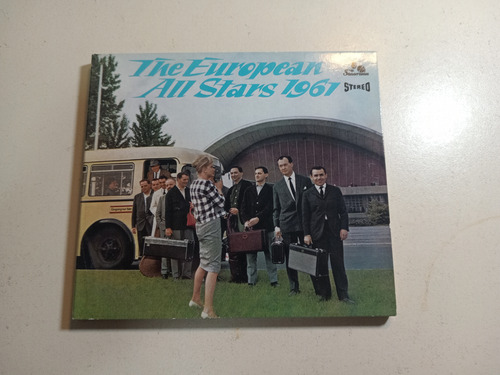 The European
All Stars 1961
STEREO